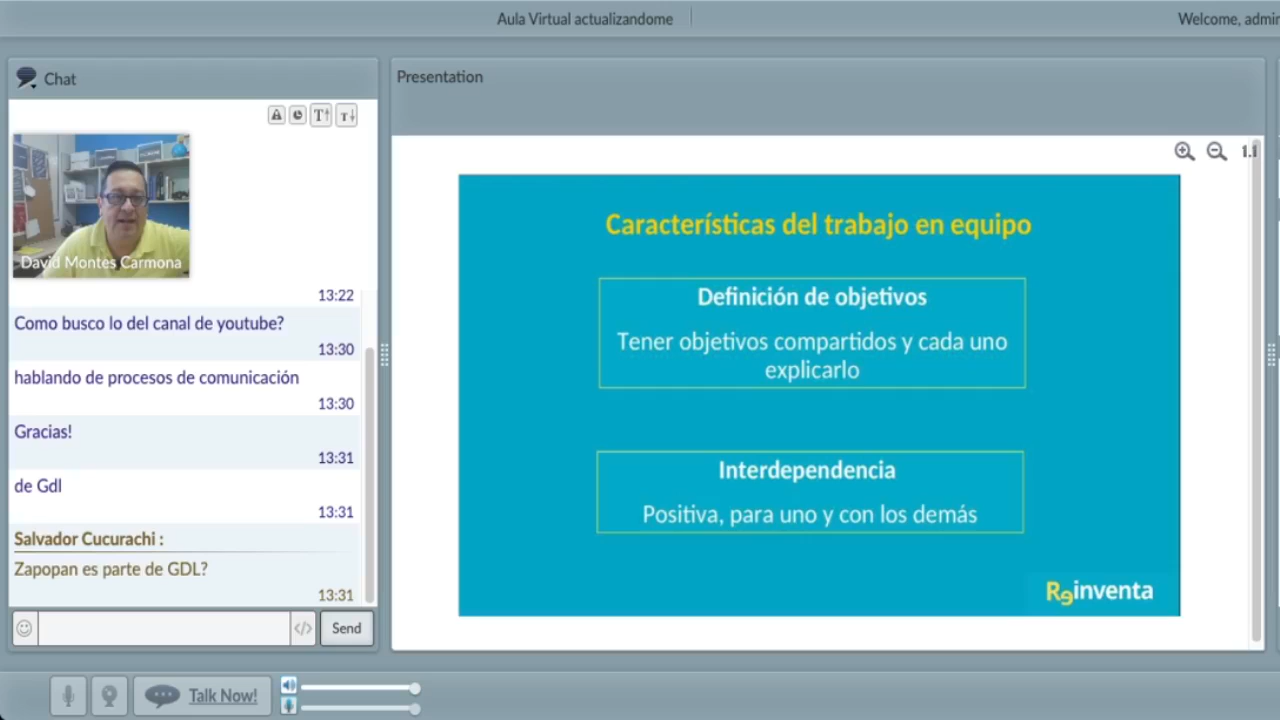 Aula Virtual actualizandome
Welcome, admin
Chat
David Montes Carmona
13:22
Como busco lo del canal de youtube?
13:30
hablando de procesos de comunicación
13:30
Gracias!
13:31
de Gdl
13:31
Salvador Cucurachi :
Zapopan es parte de GDL?
13:31
Send
Talk Now!
Presentation
1.1
Características del trabajo en equipo
Definición de objetivos
Tener objetivos compartidos y cada uno
explicarlo
Interdependencia
Positiva, para uno y con los demás
Reinventa